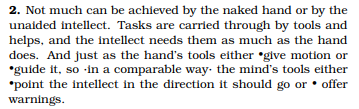 2. Not much can be achieved by the naked hand or by the
unaided intellect. Tasks are carried through by tools and
helps, and the intellect needs them as much as the hand
does. And just as the hand's tools either •give motion or
•guide it, so ·in a comparable way· the mind's tools either
•point the intellect in the direction it should go or • offer
warnings.